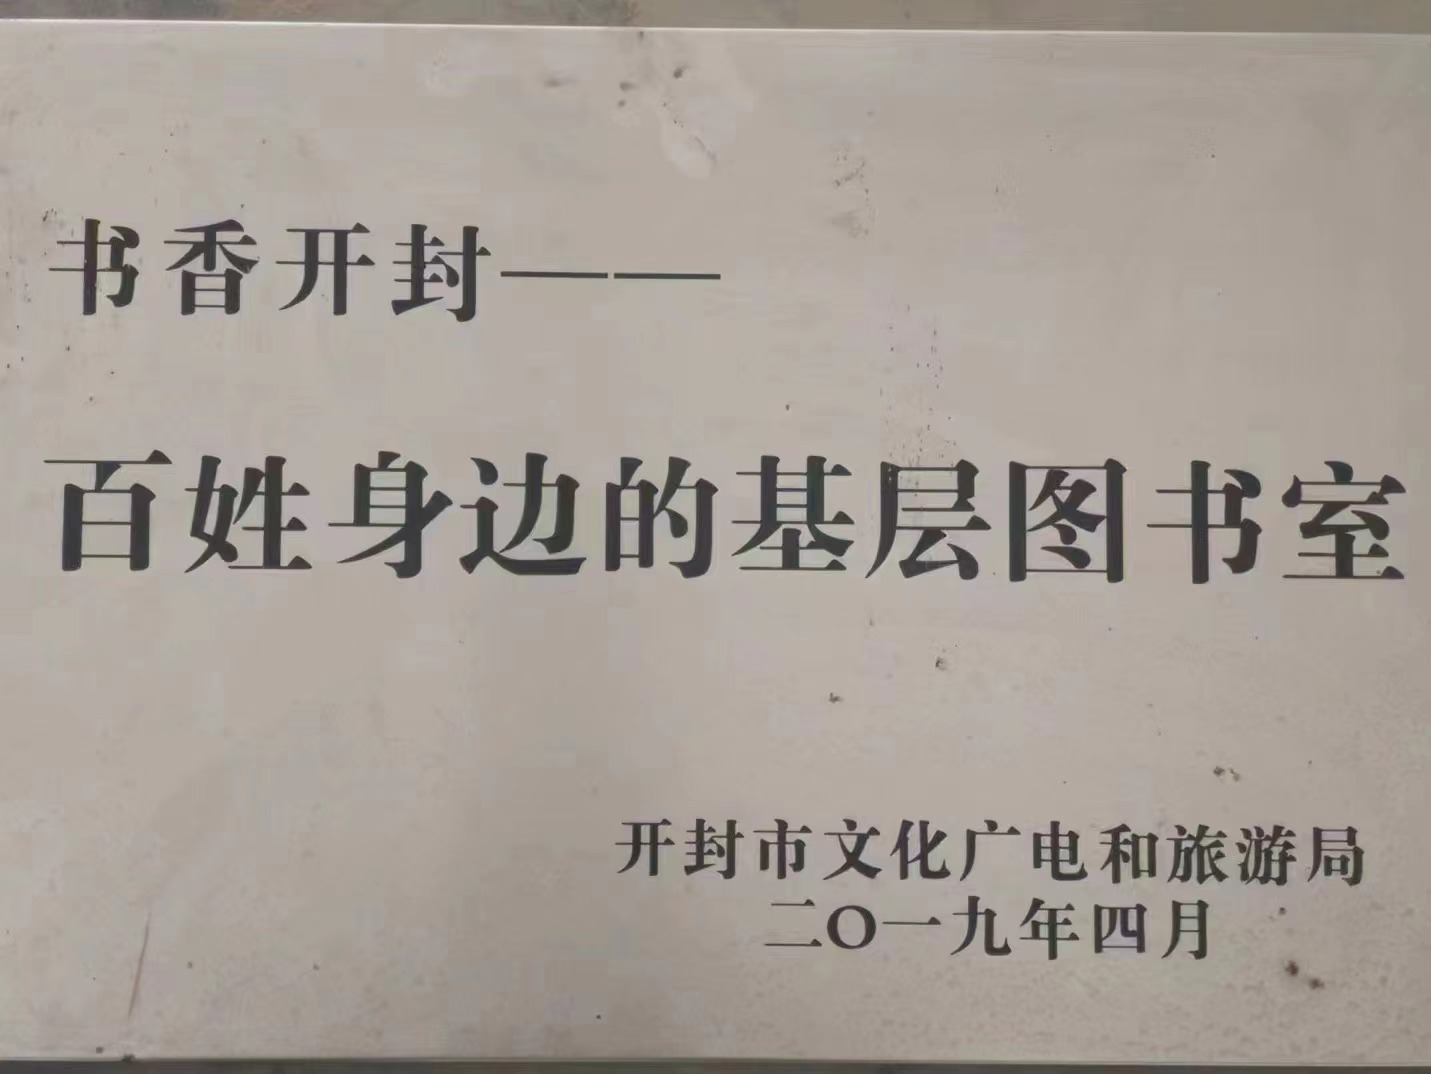 书香开封——
百姓身边的基层图书室
开封市文化广电和旅游局
二〇一九年四月